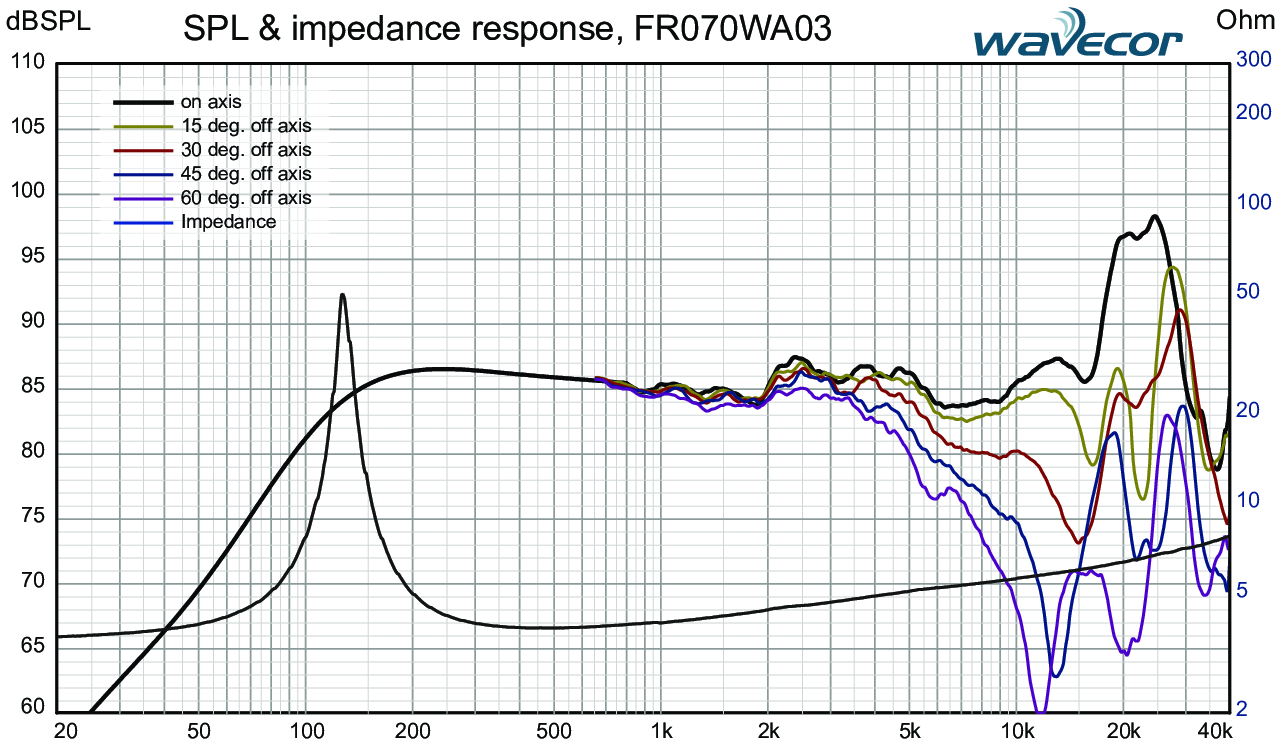 dBSPL SPL & impedance response, FR070WA03 wavecor Ohm
110 300
on axis
105 15 deg. off axis 200
30 deg. off axis
100 45 deg. off axis 100
60 deg. off axis
Impedance
95
90 50
85
80 20
75 10
70 5
65
60 2
20 50 100 200 500 1k 2k 5k 10k 20k 40k